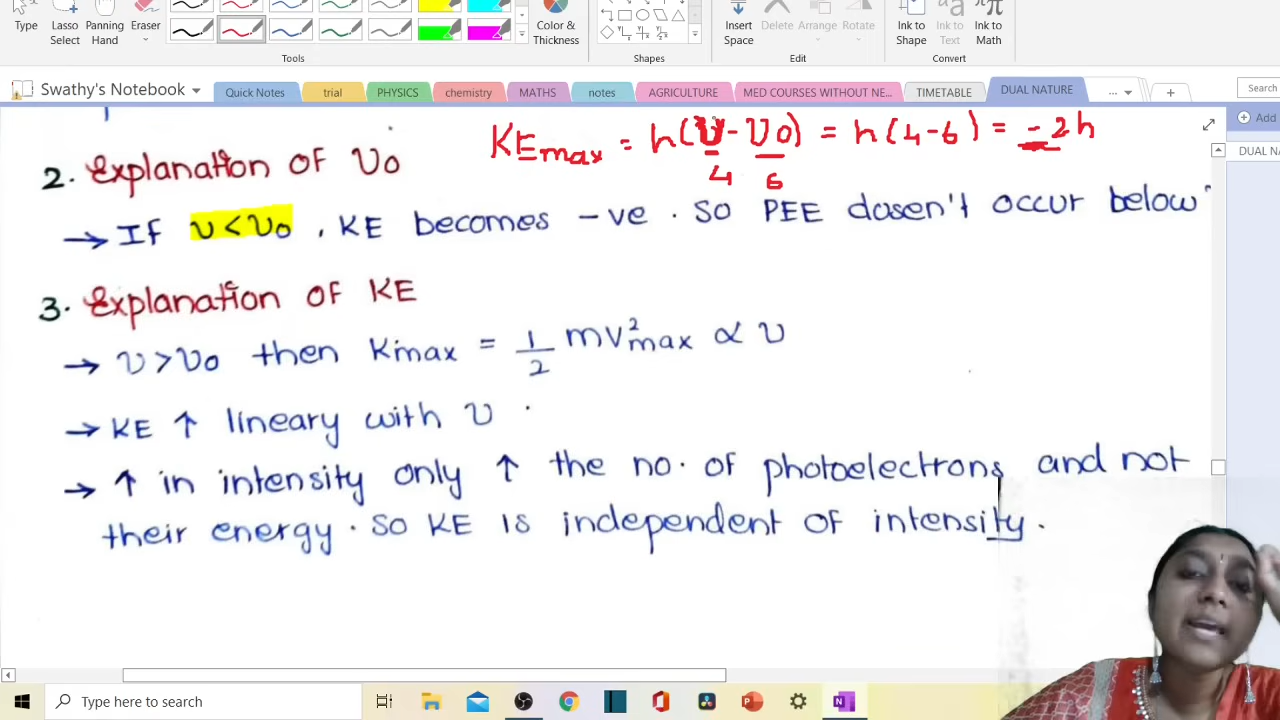 Type Lasso Select Panning Hand Eraser Color & Thickness Insert Space Delete Arrange Rotate Ink to Shape Ink to Text Ink to Math
Tools Shapes Edit Convert
Swathy's Notebook Quick Notes trial PHYSICS chemistry MATHS notes AGRICULTURE MED COURSES WITHOUT NE... TIMETABLE DUAL NATURE ... + Search
Add
DUAL NAT
KEmax = h(υ-υ0) = h(4-6) = -2h
4 6
2. Explanation of υ0
→ If υ<υ0, KE becomes -ve. So PEE dosen't occur below
3. Explanation of KE
→ υ>υ0 then Kmax = 1/2 mv²max ∝ υ
→ KE ↑ lineary with υ.
→ ↑ in intensity only ↑ the no. of photoelectrons and not
their energy. So KE is independent of intensity.
Type here to search